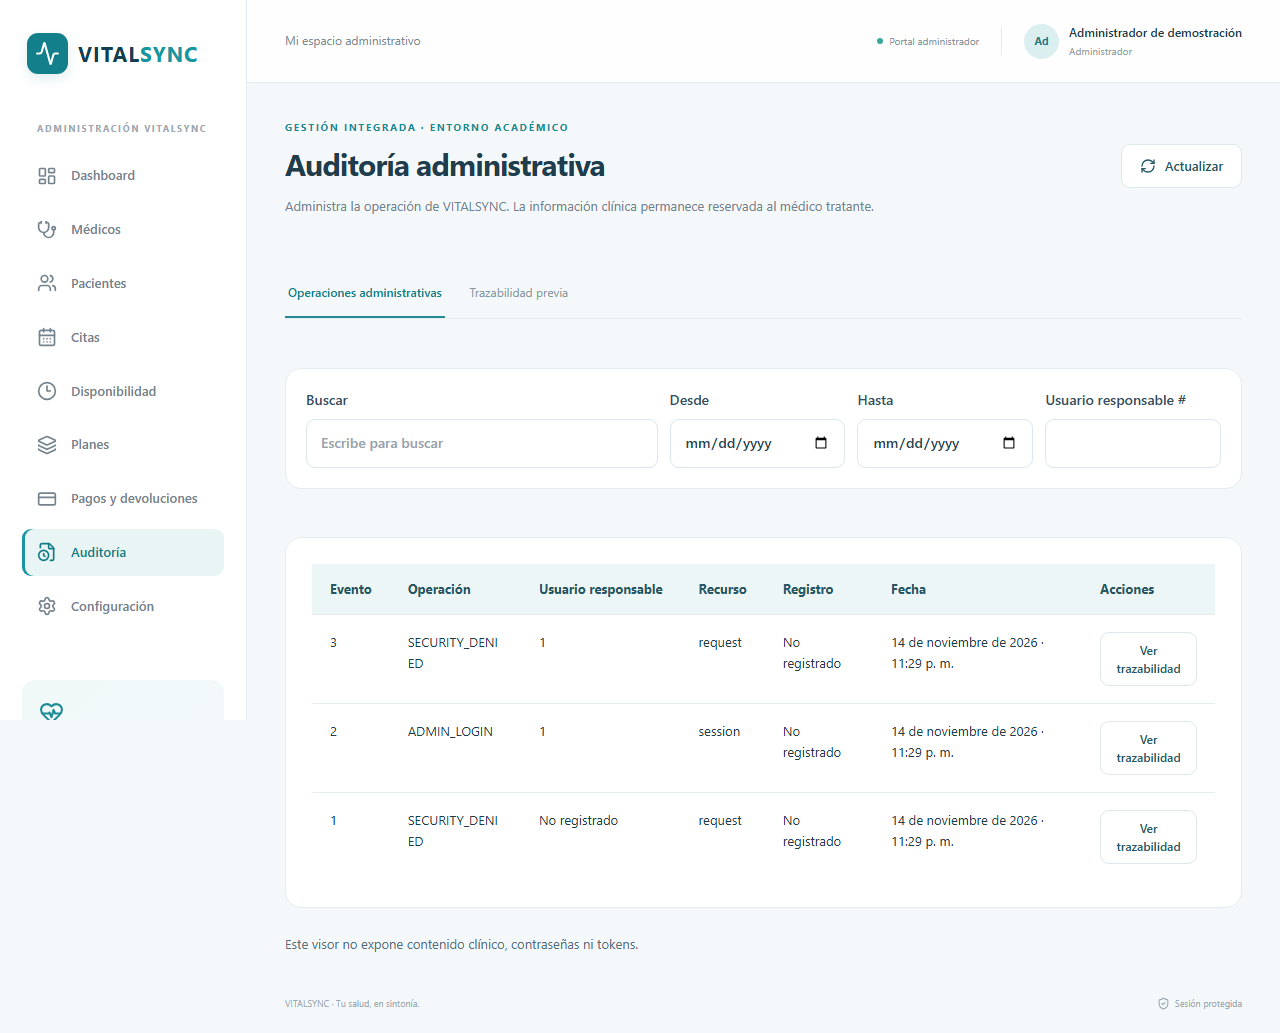 VITALSYNC
ADMINISTRACIÓN VITALSYNC
Dashboard
Médicos
Pacientes
Citas
Disponibilidad
Planes
Pagos y devoluciones
Auditoría
Configuración
Mi espacio administrativo
Portal administrador
Ad
Administrador de demostración
Administrador
GESTIÓN INTEGRADA · ENTORNO ACADÉMICO
Auditoría administrativa
Actualizar
Administra la operación de VITALSYNC. La información clínica permanece reservada al médico tratante.
Operaciones administrativas Trazabilidad previa
Buscar Desde Hasta Usuario responsable #
Escribe para buscar mm/dd/yyyy mm/dd/yyyy
Evento Operación Usuario responsable Recurso Registro Fecha Acciones
3 SECURITY_DENI 1 request No 14 de noviembre de 2026 · Ver
ED registrado 11:29 p. m. trazabilidad
2 ADMIN_LOGIN 1 session No 14 de noviembre de 2026 · Ver
registrado 11:29 p. m. trazabilidad
1 SECURITY_DENI No registrado request No 14 de noviembre de 2026 · Ver
ED registrado 11:29 p. m. trazabilidad
Este visor no expone contenido clínico, contraseñas ni tokens.
VITALSYNC · Tu salud, en sintonía.
Sesión protegida